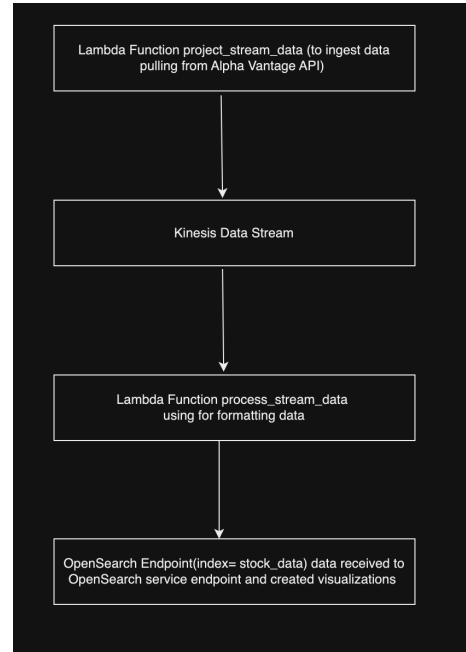 Lambda Function project_stream_data (to ingest data
pulling from Alpha Vantage API)
Kinesis Data Stream
Lambda Function process_stream_data
using for formatting data
OpenSearch Endpoint(index= stock_data) data received to
OpenSearch service endpoint and created visualizations